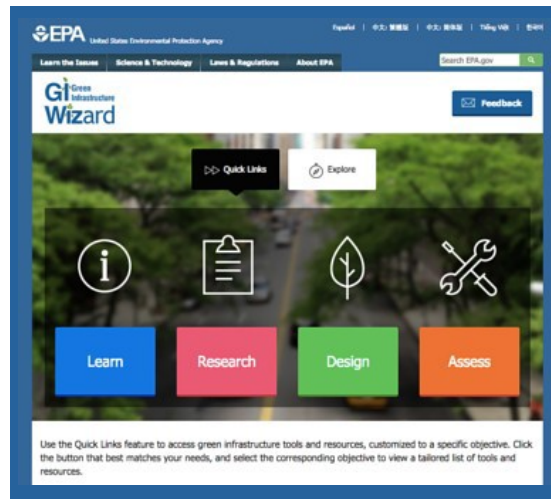 EPA United States Environmental Protection Agency
Español | 中文: 繁體版 | 中文: 简体版 | Tiếng Việt | 한국어
Learn the Issues Science & Technology Laws & Regulations About EPA
Search EPA.gov
Gi Green Infrastructure
Wizard
Feedback
Quick Links Explore
Learn Research Design Assess
Use the Quick Links feature to access green infrastructure tools and resources, customized to a specific objective. Click
the button that best matches your needs, and select the corresponding objective to view a tailored list of tools and
resources.